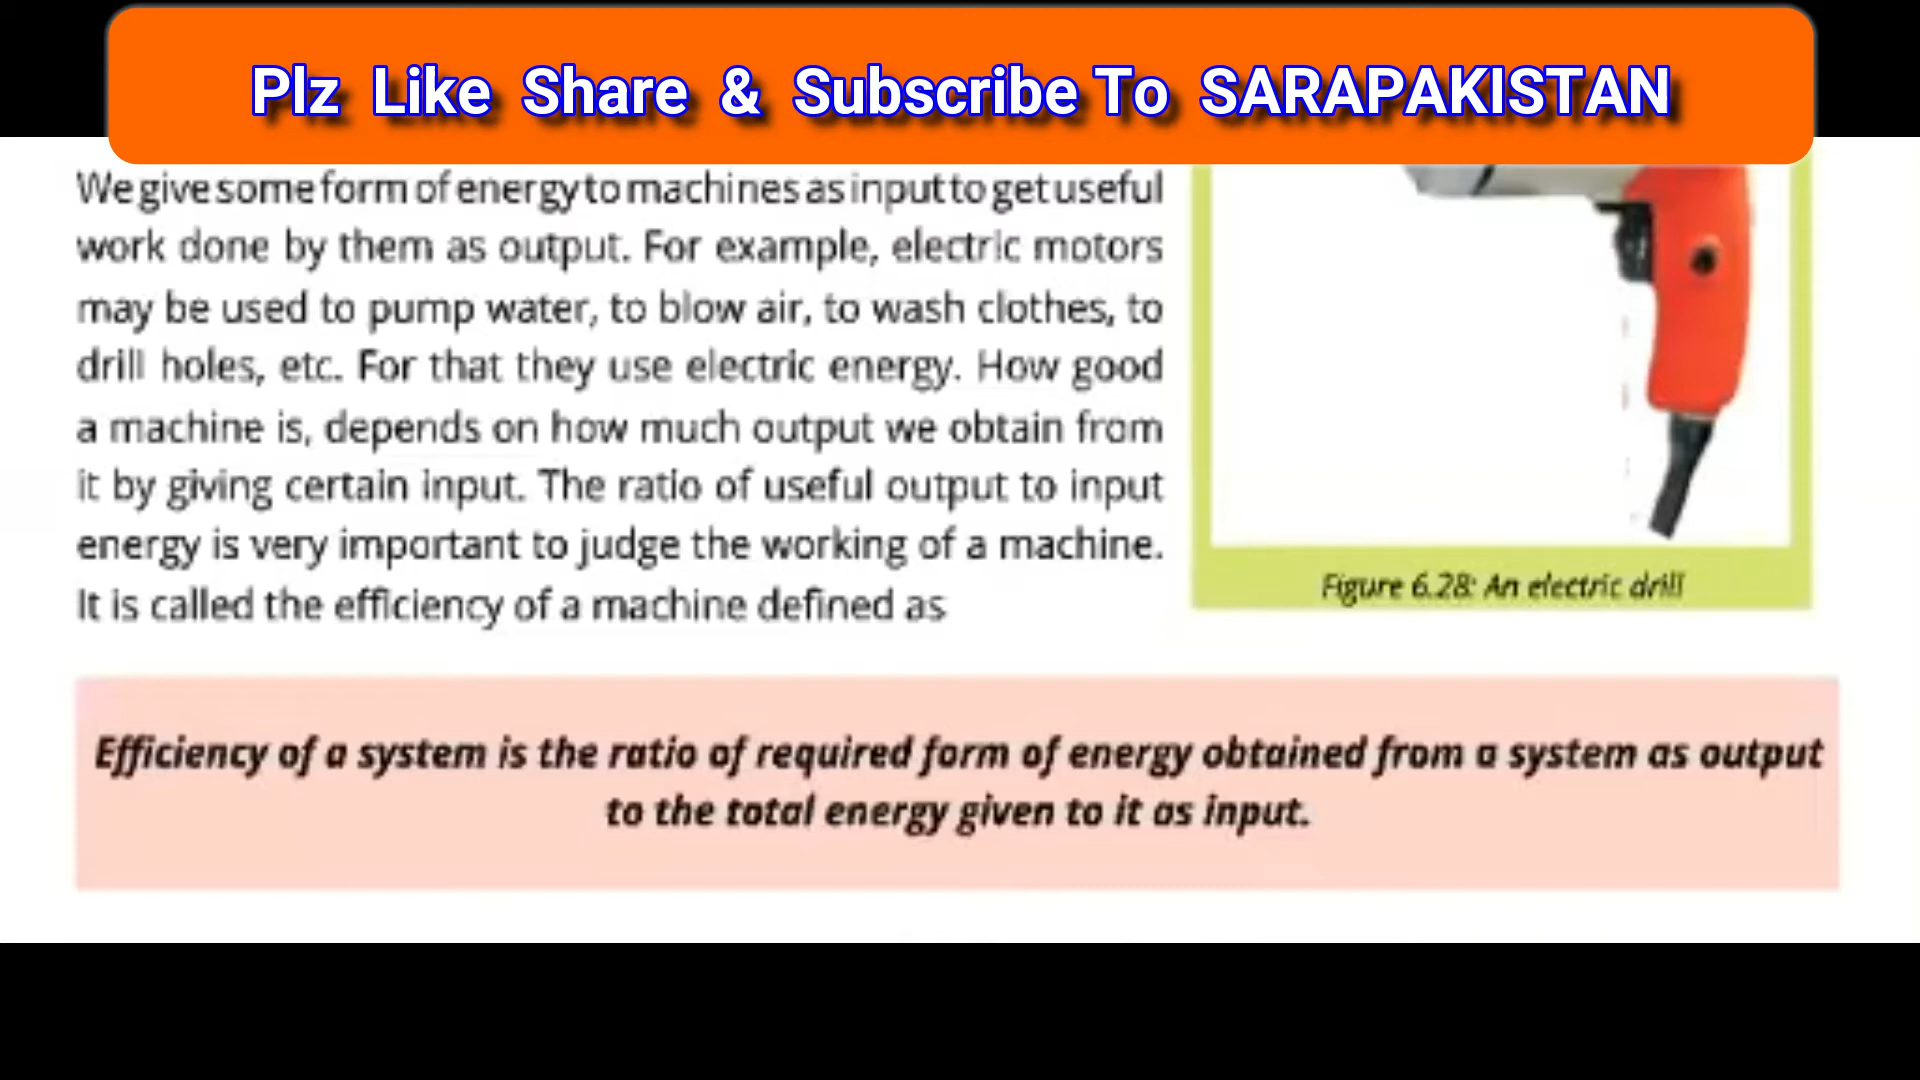 Plz Like Share & Subscribe To SARAPAKISTAN
We give some form of energy to machines as input to get useful
work done by them as output. For example, electric motors
may be used to pump water, to blow air, to wash clothes, to
drill holes, etc. For that they use electric energy. How good
a machine is, depends on how much output we obtain from
it by giving certain input. The ratio of useful output to input
energy is very important to judge the working of a machine.
It is called the efficiency of a machine defined as
Figure 6.28: An electric drill
Efficiency of a system is the ratio of required form of energy obtained from a system as output
to the total energy given to it as input.